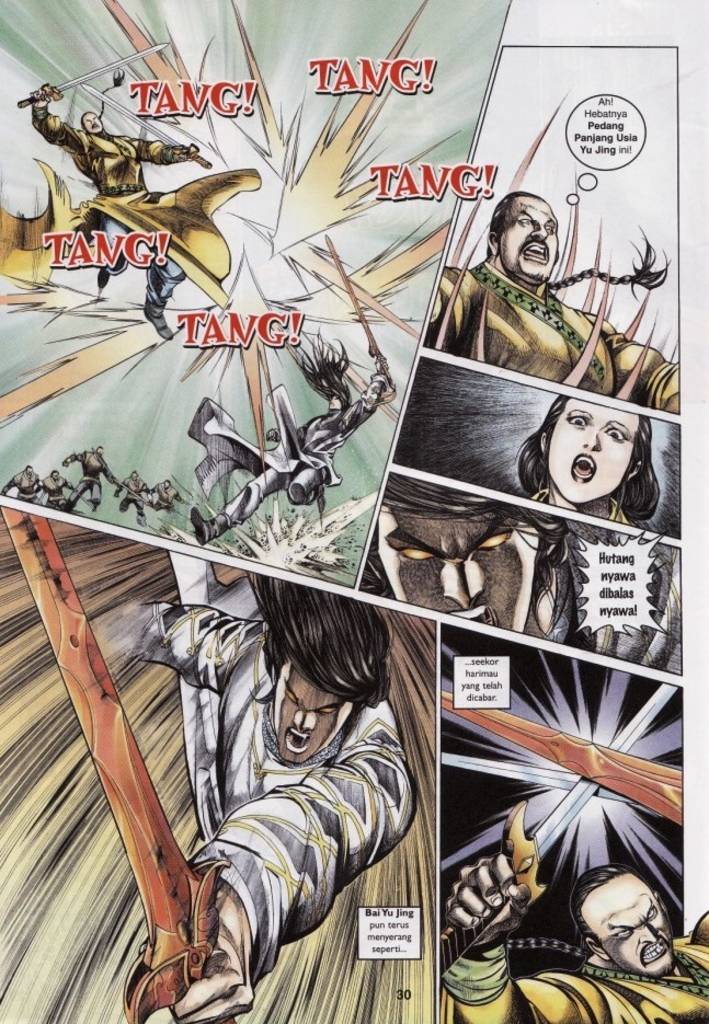 TANG!
TANG!
TANG!
TANG!
TANG!
Ah!
Hebatnya
Pedang
Panjang Usia
Yu Jing ini!
Hutang
nyawa
dibalas
nyawa!
Bai Yu Jing
pun terus
menyerang
seperti...
...seekor
harimau
yang telah
dicabar.
30